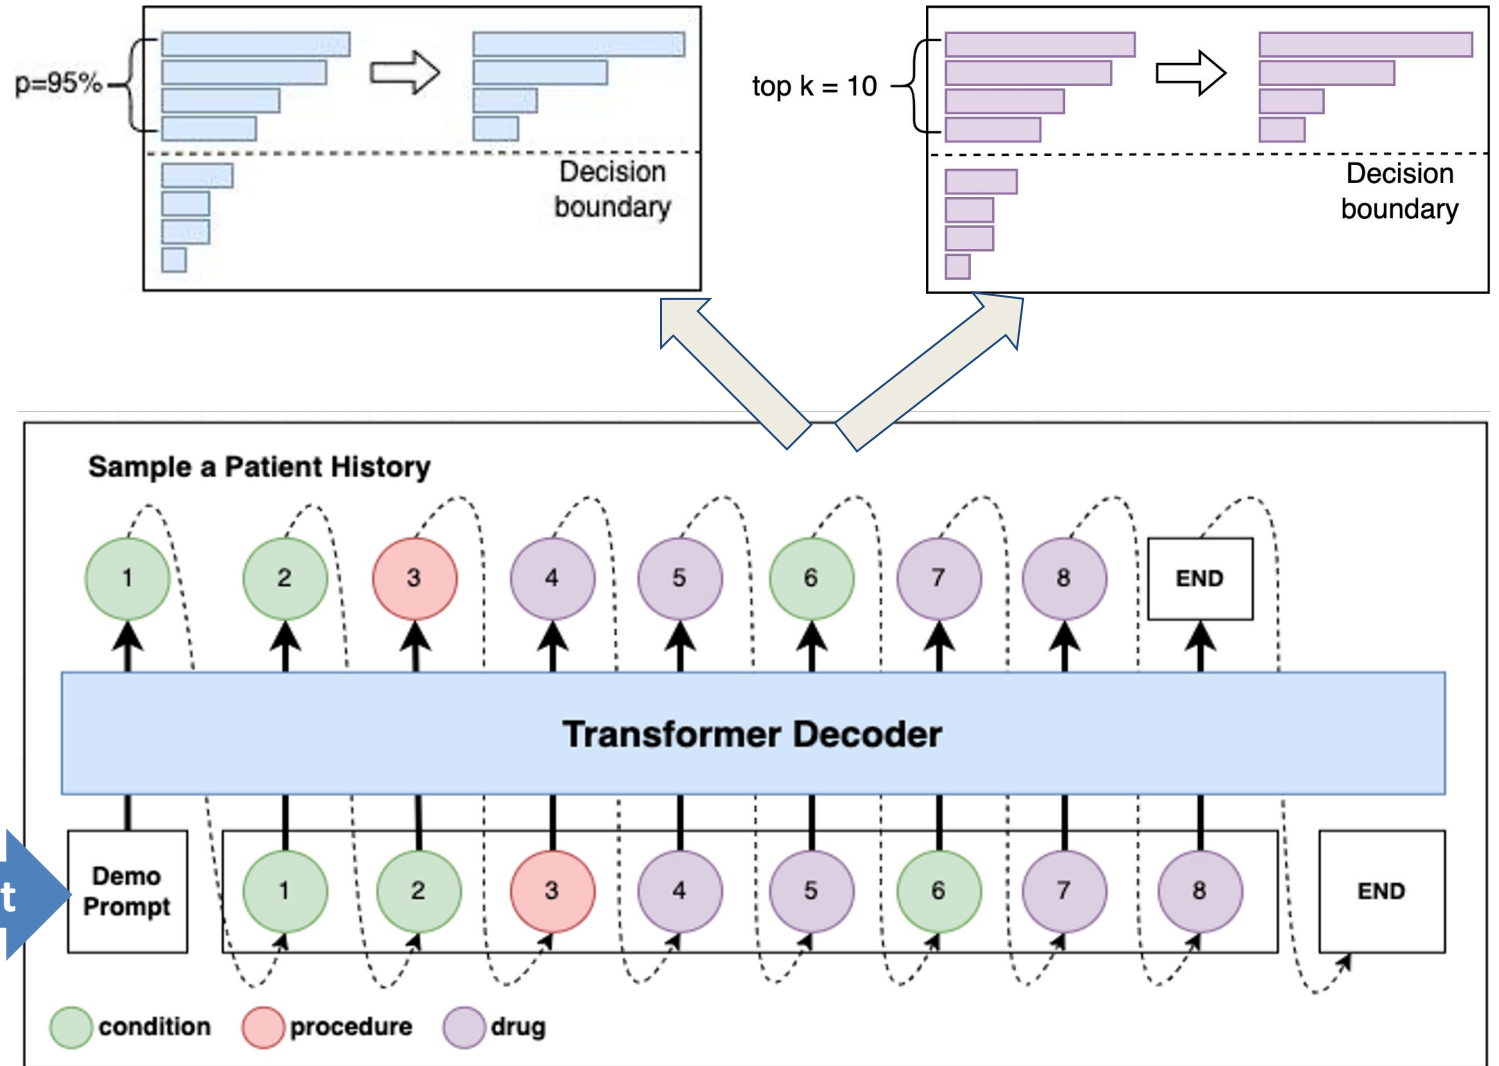 p=95%
Decision
boundary
top k = 10
Decision
boundary
Sample a Patient History
1 2 3 4 5 6 7 8 END
Transformer Decoder
t
Demo
Prompt
1 2 3 4 5 6 7 8 END
condition procedure drug